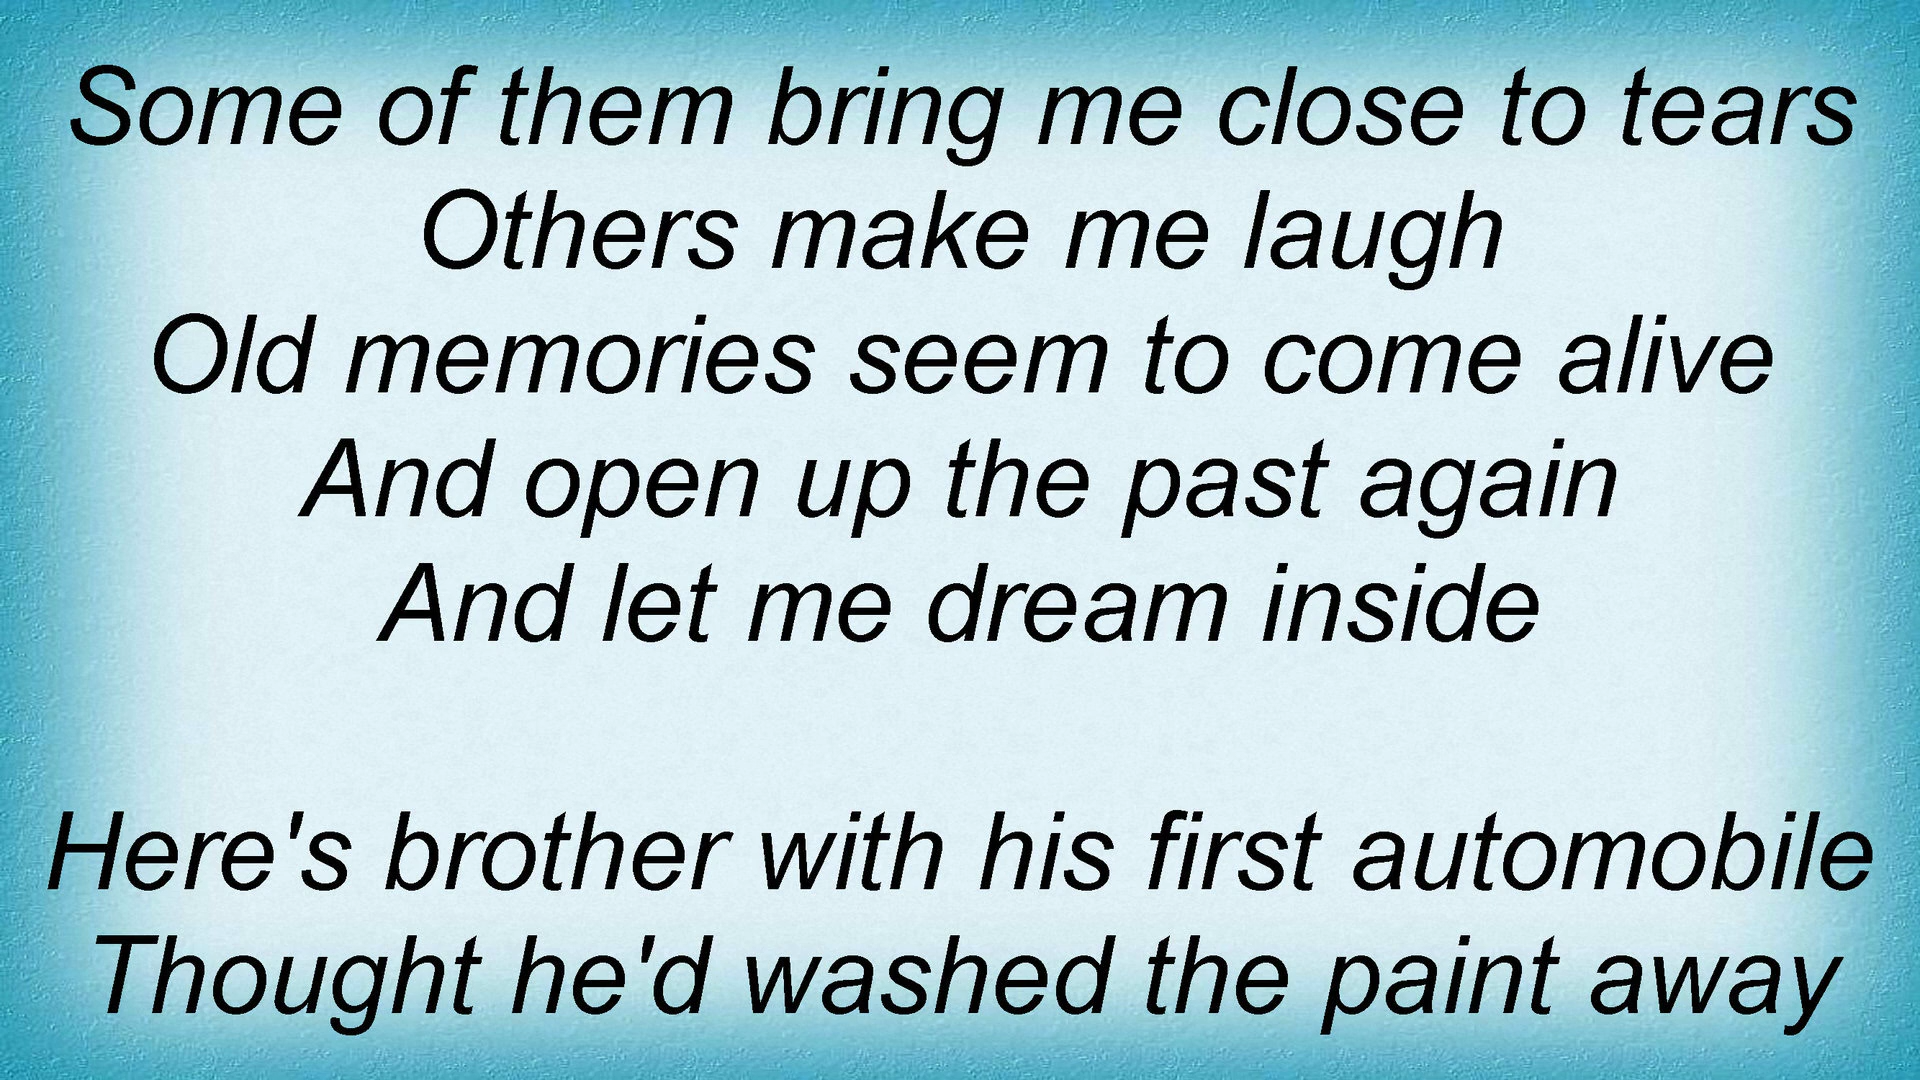 Some of them bring me close to tears
Others make me laugh
Old memories seem to come alive
And open up the past again
And let me dream inside
Here's brother with his first automobile
Thought he'd washed the paint away